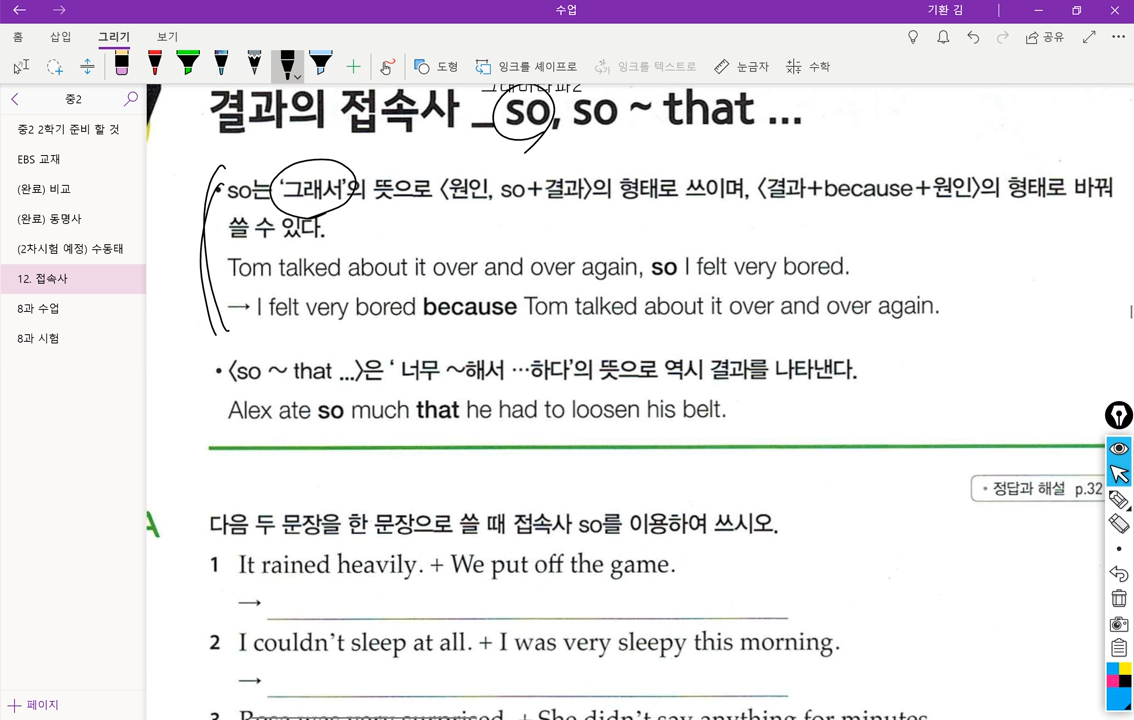 수업
기환 김
홈 삽입 그리기 보기
공유
도형 잉크를 셰이프로 잉크를 텍스트로 눈금자 수학
중2
중2 2학기 준비 할 것
EBS 교재
(완료) 비교
(완료) 동명사
(2차시험 예정) 수동태
12. 접속사
8과 수업
8과 시험
페이지
결과의 접속사 _ so, so ~ that ...
• so는 ‘그래서’의 뜻으로 〈원인, so+결과〉의 형태로 쓰이며, 〈결과+because+원인〉의 형태로 바꿔
쓸 수 있다.
Tom talked about it over and over again, so I felt very bored.
→ I felt very bored because Tom talked about it over and over again.
• 〈so ~ that ...〉은 ‘ 너무 ~해서 …하다’의 뜻으로 역시 결과를 나타낸다.
Alex ate so much that he had to loosen his belt.
• 정답과 해설 p.32
A 다음 두 문장을 한 문장으로 쓸 때 접속사 so를 이용하여 쓰시오.
1 It rained heavily. + We put off the game.
→
2 I couldn’t sleep at all. + I was very sleepy this morning.
→
3 Rosa was very surprised. + She didn’t say anything for minutes.